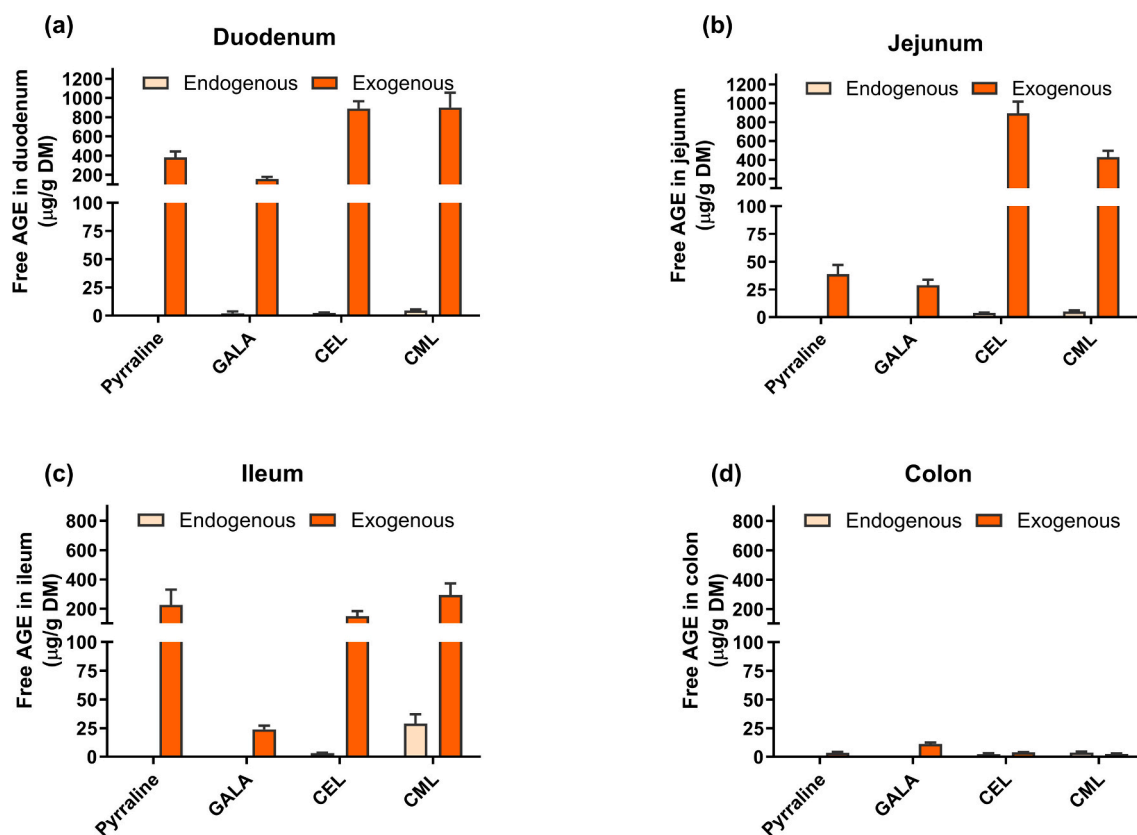 (a)
Duodenum
Endogenous Exogenous
Free AGE in duodenum
(µg/g DM)
1200
1000
800
600
400
200
100
75
50
25
0
Pyrraline GALA CEL CML
(b)
Jejunum
Endogenous Exogenous
Free AGE in jejunum
(µg/g DM)
1200
1000
800
600
400
200
100
75
50
25
0
Pyrraline GALA CEL CML
(c)
Ileum
Endogenous Exogenous
Free AGE in ileum
(µg/g DM)
800
600
400
200
100
75
50
25
0
Pyrraline GALA CEL CML
(d)
Colon
Endogenous Exogenous
Free AGE in colon
(µg/g DM)
800
600
400
200
100
75
50
25
0
Pyrraline GALA CEL CML